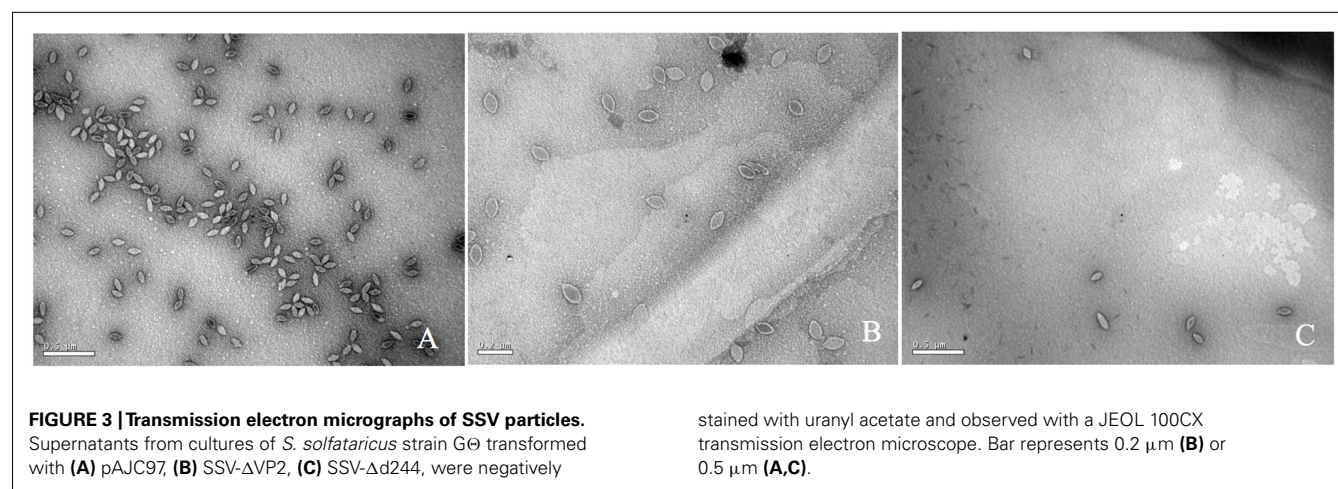 0.5 µm
A
0.2 µm
B
0.5 µm
C
FIGURE 3 | Transmission electron micrographs of SSV particles.
Supernatants from cultures of S. solfataricus strain GΘ transformed
with (A) pAJC97, (B) SSV-ΔVP2, (C) SSV-Δd244, were negatively
stained with uranyl acetate and observed with a JEOL 100CX
transmission electron microscope. Bar represents 0.2 μm (B) or
0.5 μm (A,C).